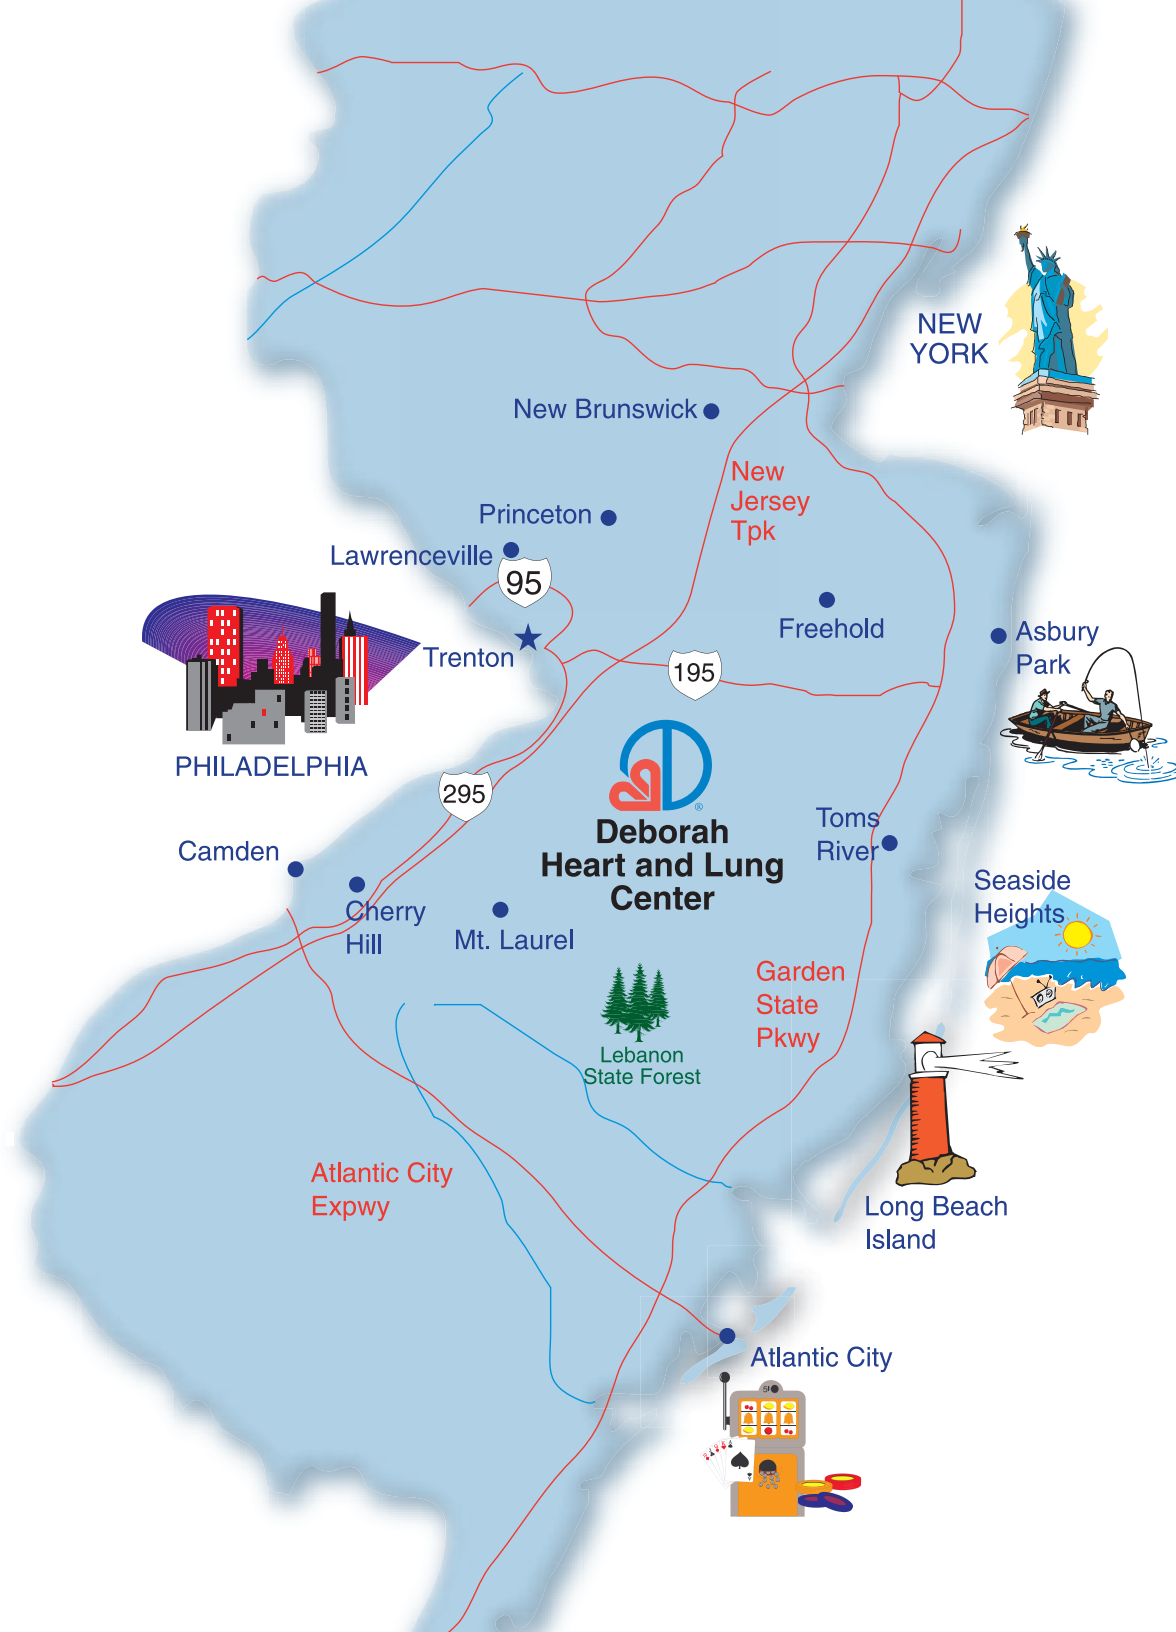 NEW
YORK
New Brunswick
New
Jersey
Tpk
Princeton
Lawrenceville
95
Freehold
Asbury
Park
Trenton
195
PHILADELPHIA
295
®
Deborah
Heart and Lung
Center
Toms
River
Camden
Cherry
Hill
Mt. Laurel
Seaside
Heights
Garden
State
Pkwy
Lebanon
State Forest
Atlantic City
Expwy
Long Beach
Island
Atlantic City